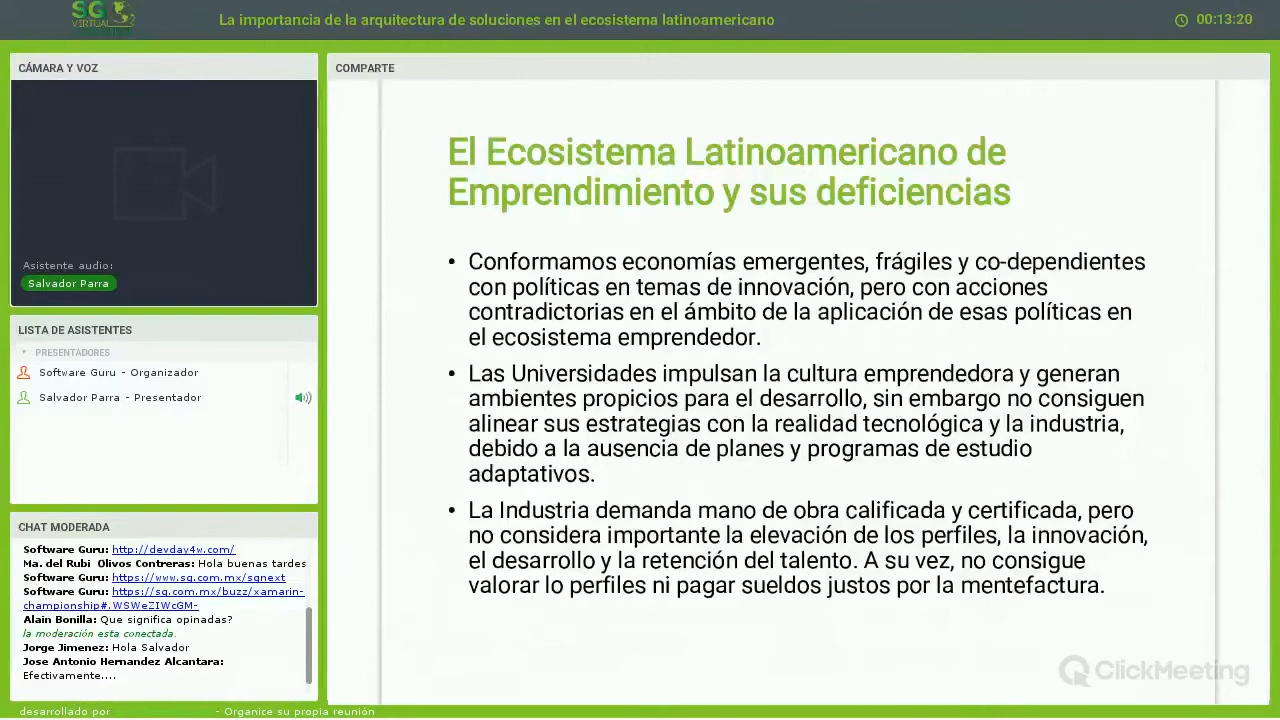 SG
VIRTUAL
La importancia de la arquitectura de soluciones en el ecosistema latinoamericano
00:13:20
CÁMARA Y VOZ
Asistente audio:
Salvador Parra
LISTA DE ASISTENTES
PRESENTADORES
Software Guru - Organizador
Salvador Parra - Presentador
CHAT MODERADA
Software Guru: http://devday4w.com/
Ma. del Rubi Olivos Contreras: Hola buenas tardes
Software Guru: https://www.sg.com.mx/sgnext
Software Guru: https://sg.com.mx/buzz/xamarin-
championship#.WSWeZIWcGM-
Alain Bonilla: Que significa opinadas?
la moderación esta conectada.
Jorge Jimenez: Hola Salvador
Jose Antonio Hernandez Alcantara:
Efectivamente....
COMPARTE
El Ecosistema Latinoamericano de
Emprendimiento y sus deficiencias
• Conformamos economías emergentes, frágiles y co-dependientes
con políticas en temas de innovación, pero con acciones
contradictorias en el ámbito de la aplicación de esas políticas en
el ecosistema emprendedor.
• Las Universidades impulsan la cultura emprendedora y generan
ambientes propicios para el desarrollo, sin embargo no consiguen
alinear sus estrategias con la realidad tecnológica y la industria,
debido a la ausencia de planes y programas de estudio
adaptativos.
• La Industria demanda mano de obra calificada y certificada, pero
no considera importante la elevación de los perfiles, la innovación,
el desarrollo y la retención del talento. A su vez, no consigue
valorar lo perfiles ni pagar sueldos justos por la mentefactura.
ClickMeeting
desarrollado por - Organice su propia reunión